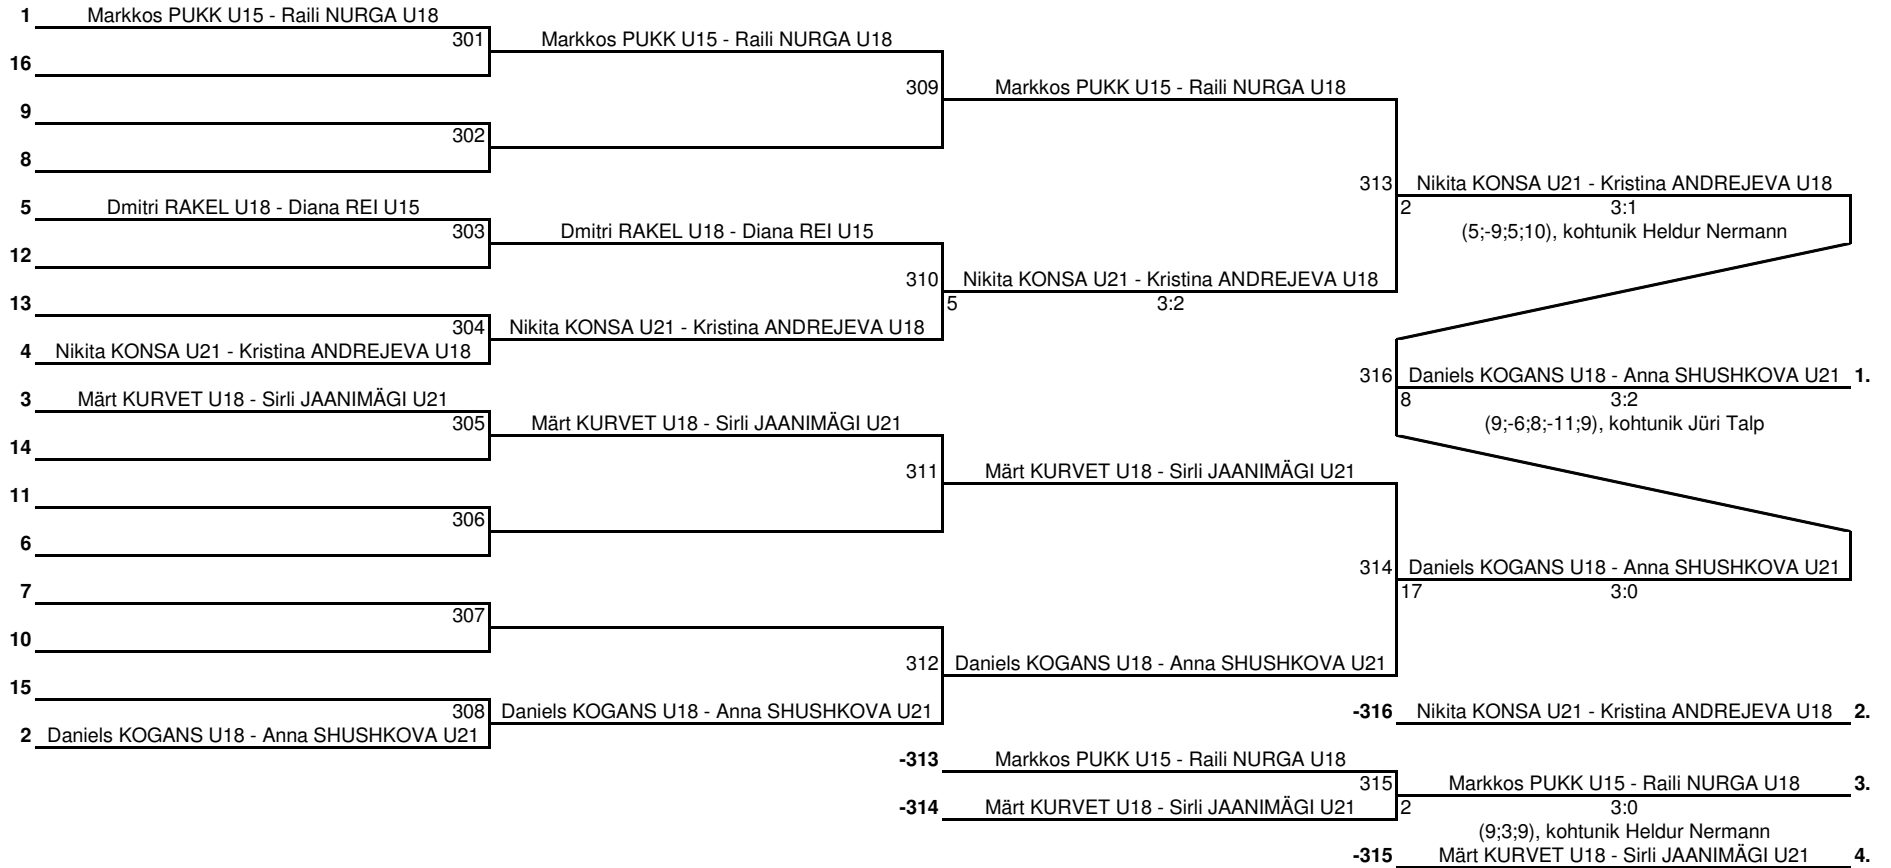 1 Markkos PUKK U15 - Raili NURGA U18
301 Markkos PUKK U15 - Raili NURGA U18
16
309 Markkos PUKK U15 - Raili NURGA U18
9
302
8
313 Nikita KONSA U21 - Kristina ANDREJEVA U18
2 3:1
(5;-9;5;10), kohtunik Heldur Nermann
5 Dmitri RAKEL U18 - Diana REI U15
303 Dmitri RAKEL U18 - Diana REI U15
12
310 Nikita KONSA U21 - Kristina ANDREJEVA U18
5 3:2
13
304 Nikita KONSA U21 - Kristina ANDREJEVA U18
4 Nikita KONSA U21 - Kristina ANDREJEVA U18
316 Daniels KOGANS U18 - Anna SHUSHKOVA U21 1.
8 3:2
(9;-6;8;-11;9), kohtunik Jüri Talp
3 Märt KURVET U18 - Sirli JAANIMÄGI U21
305 Märt KURVET U18 - Sirli JAANIMÄGI U21
14
311 Märt KURVET U18 - Sirli JAANIMÄGI U21
11
306
6
314 Daniels KOGANS U18 - Anna SHUSHKOVA U21
17 3:0
7
307
10
312 Daniels KOGANS U18 - Anna SHUSHKOVA U21
15
308 Daniels KOGANS U18 - Anna SHUSHKOVA U21
2 Daniels KOGANS U18 - Anna SHUSHKOVA U21
-316 Nikita KONSA U21 - Kristina ANDREJEVA U18 2.
-313 Markkos PUKK U15 - Raili NURGA U18
315 Markkos PUKK U15 - Raili NURGA U18 3.
-314 Märt KURVET U18 - Sirli JAANIMÄGI U21
2 3:0
(9;3;9), kohtunik Heldur Nermann
-315 Märt KURVET U18 - Sirli JAANIMÄGI U21 4.